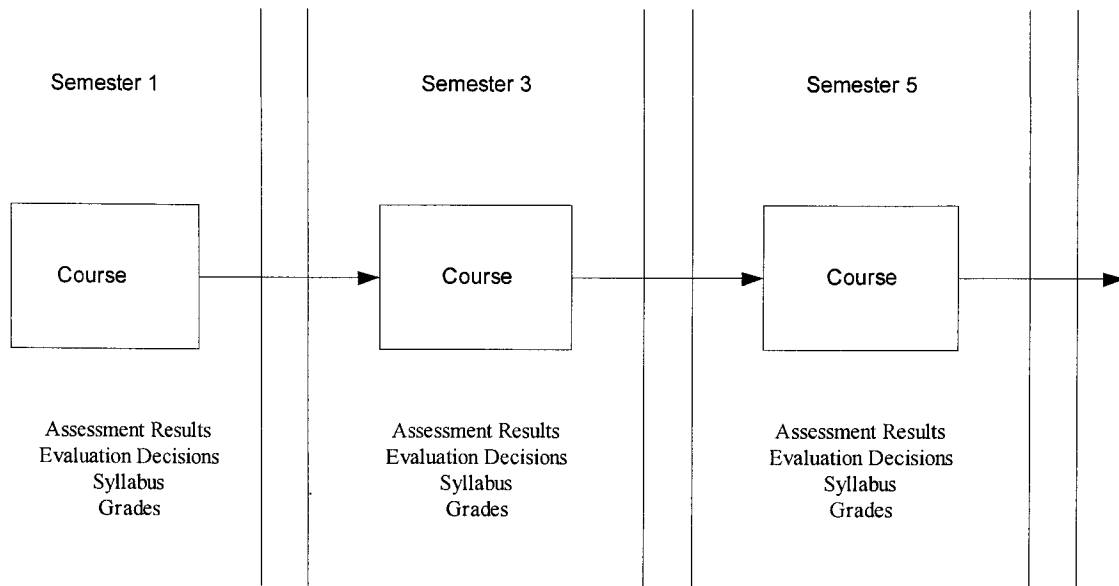 Semester 1
Semester 3
Semester 5
Course
Course
Course
Assessment Results
Evaluation Decisions
Syllabus
Grades
Assessment Results
Evaluation Decisions
Syllabus
Grades
Assessment Results
Evaluation Decisions
Syllabus
Grades